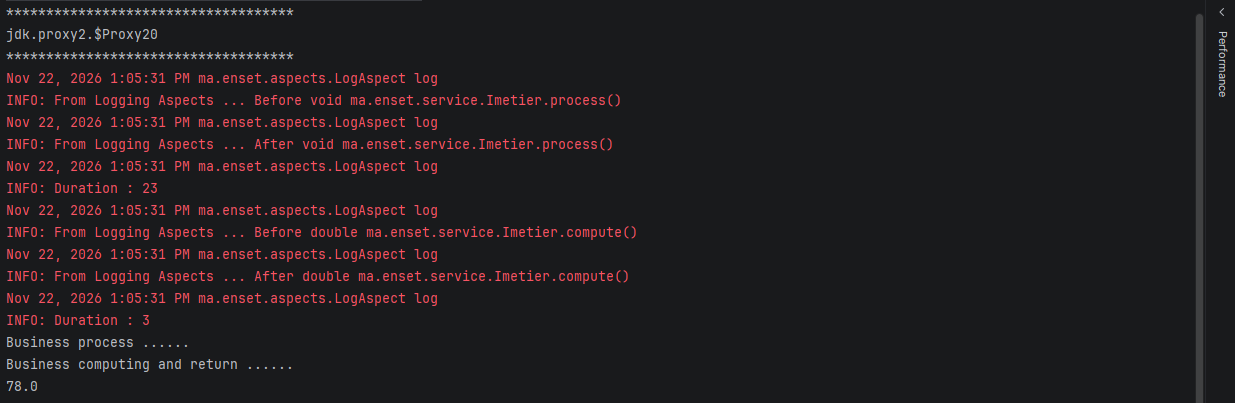 ************************************
jdk.proxy2.$Proxy20
************************************
Nov 22, 2026 1:05:31 PM ma.enset.aspects.LogAspect log
INFO: From Logging Aspects ... Before void ma.enset.service.Imetier.process()
Nov 22, 2026 1:05:31 PM ma.enset.aspects.LogAspect log
INFO: From Logging Aspects ... After void ma.enset.service.Imetier.process()
Nov 22, 2026 1:05:31 PM ma.enset.aspects.LogAspect log
INFO: Duration : 23
Nov 22, 2026 1:05:31 PM ma.enset.aspects.LogAspect log
INFO: From Logging Aspects ... Before double ma.enset.service.Imetier.compute()
Nov 22, 2026 1:05:31 PM ma.enset.aspects.LogAspect log
INFO: From Logging Aspects ... After double ma.enset.service.Imetier.compute()
Nov 22, 2026 1:05:31 PM ma.enset.aspects.LogAspect log
INFO: Duration : 3
Business process ......
Business computing and return ......
78.0
Performance